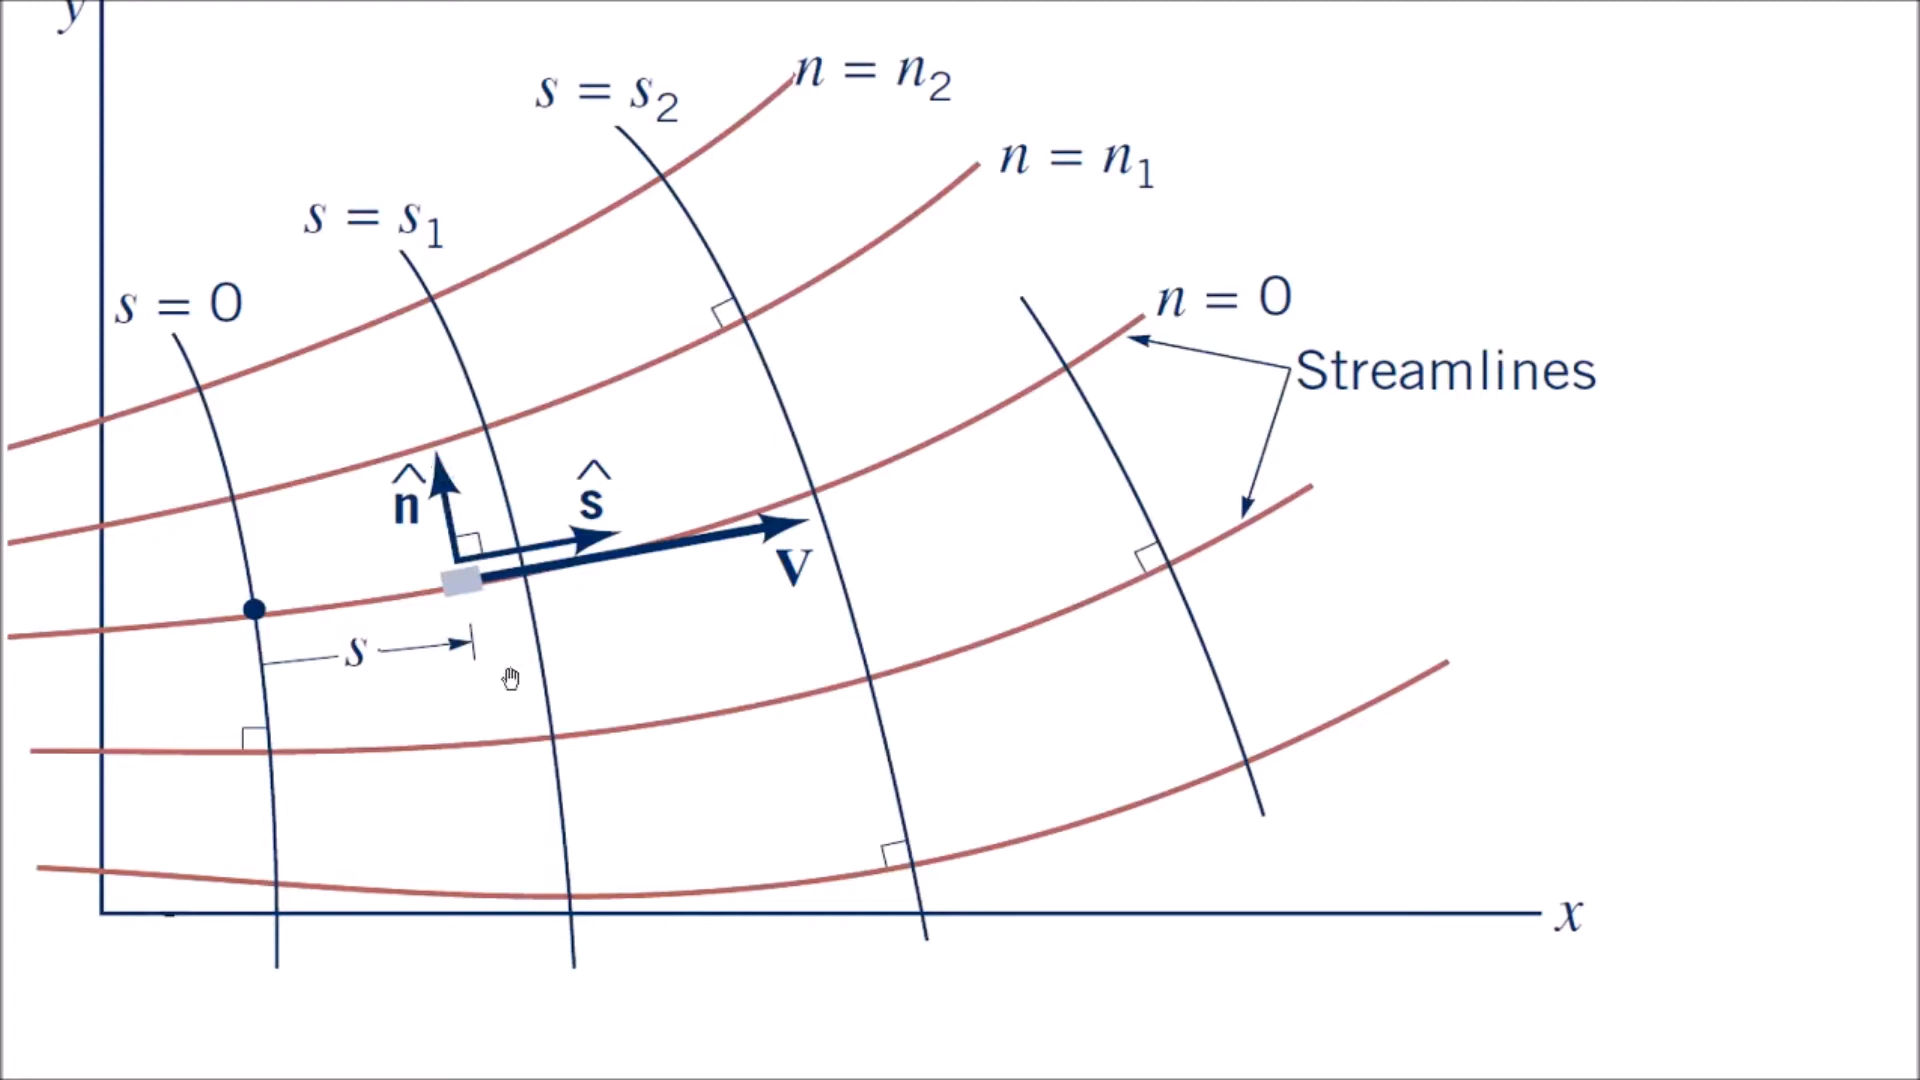 y
n = n₂
s = s₂
n = n₁
s = s₁
n = 0
s = 0
Streamlines
n̂
ŝ
V
s
x